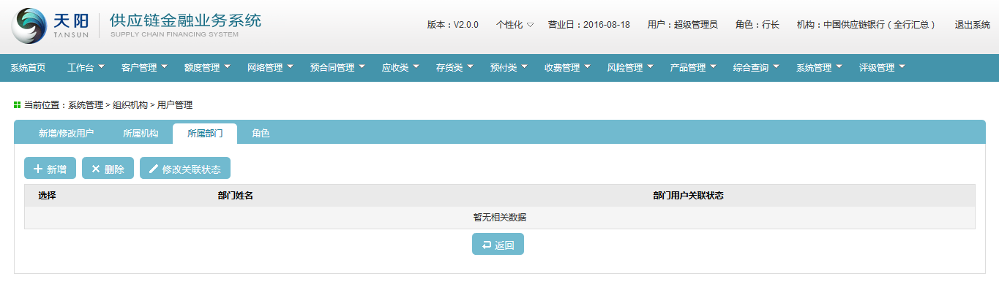 天阳
TANSUN
供应链金融业务系统
SUPPLY CHAIN FINANCING SYSTEM
版本：V2.0.0 个性化 营业日：2016-08-18 用户：超级管理员 角色：行长 机构：中国供应链银行（全行汇总） 退出系统
系统首页 工作台 客户管理 额度管理 网络管理 预合同管理 应收类 存货类 预付类 收费管理 风险管理 产品管理 综合查询 系统管理 评级管理
当前位置：系统管理 > 组织机构 > 用户管理
新增/修改用户 所属机构 所属部门 角色
新增 删除 修改关联状态
选择 部门姓名 部门用户关联状态
暂无相关数据
返回